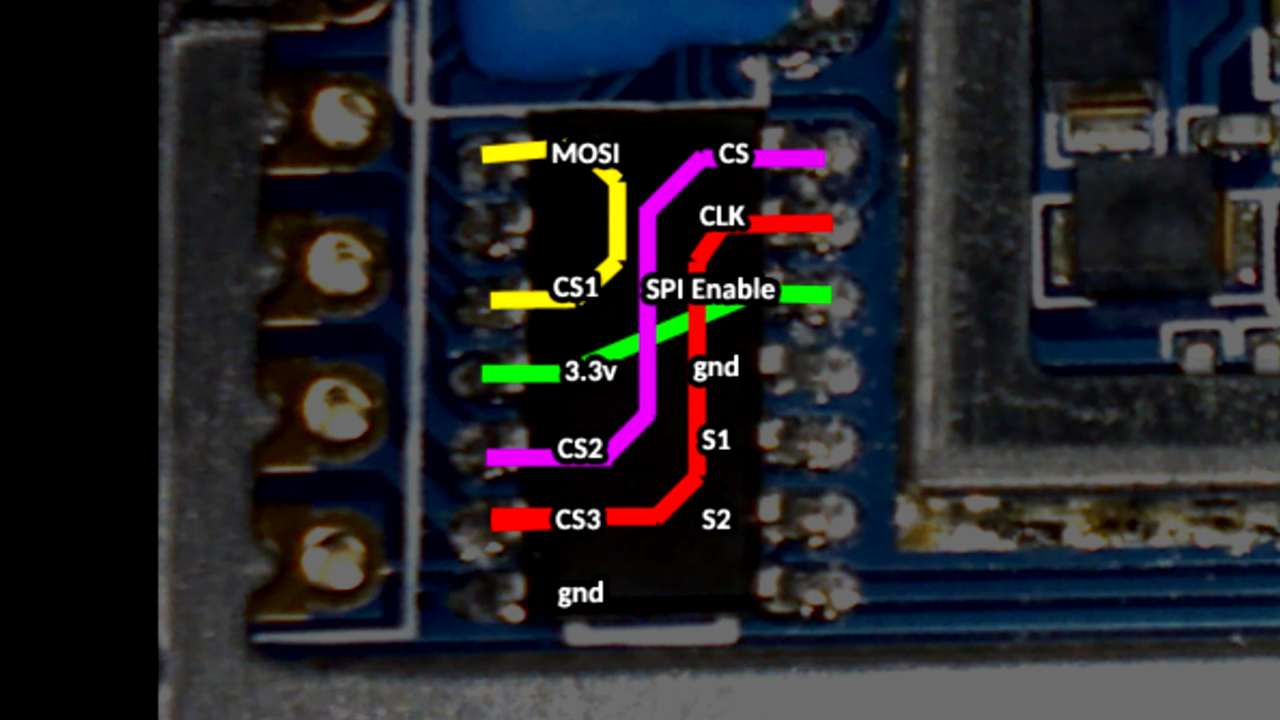 MOSI
CS
CLK
CS1
SPI Enable
3.3v
gnd
CS2
S1
CS3
S2
gnd